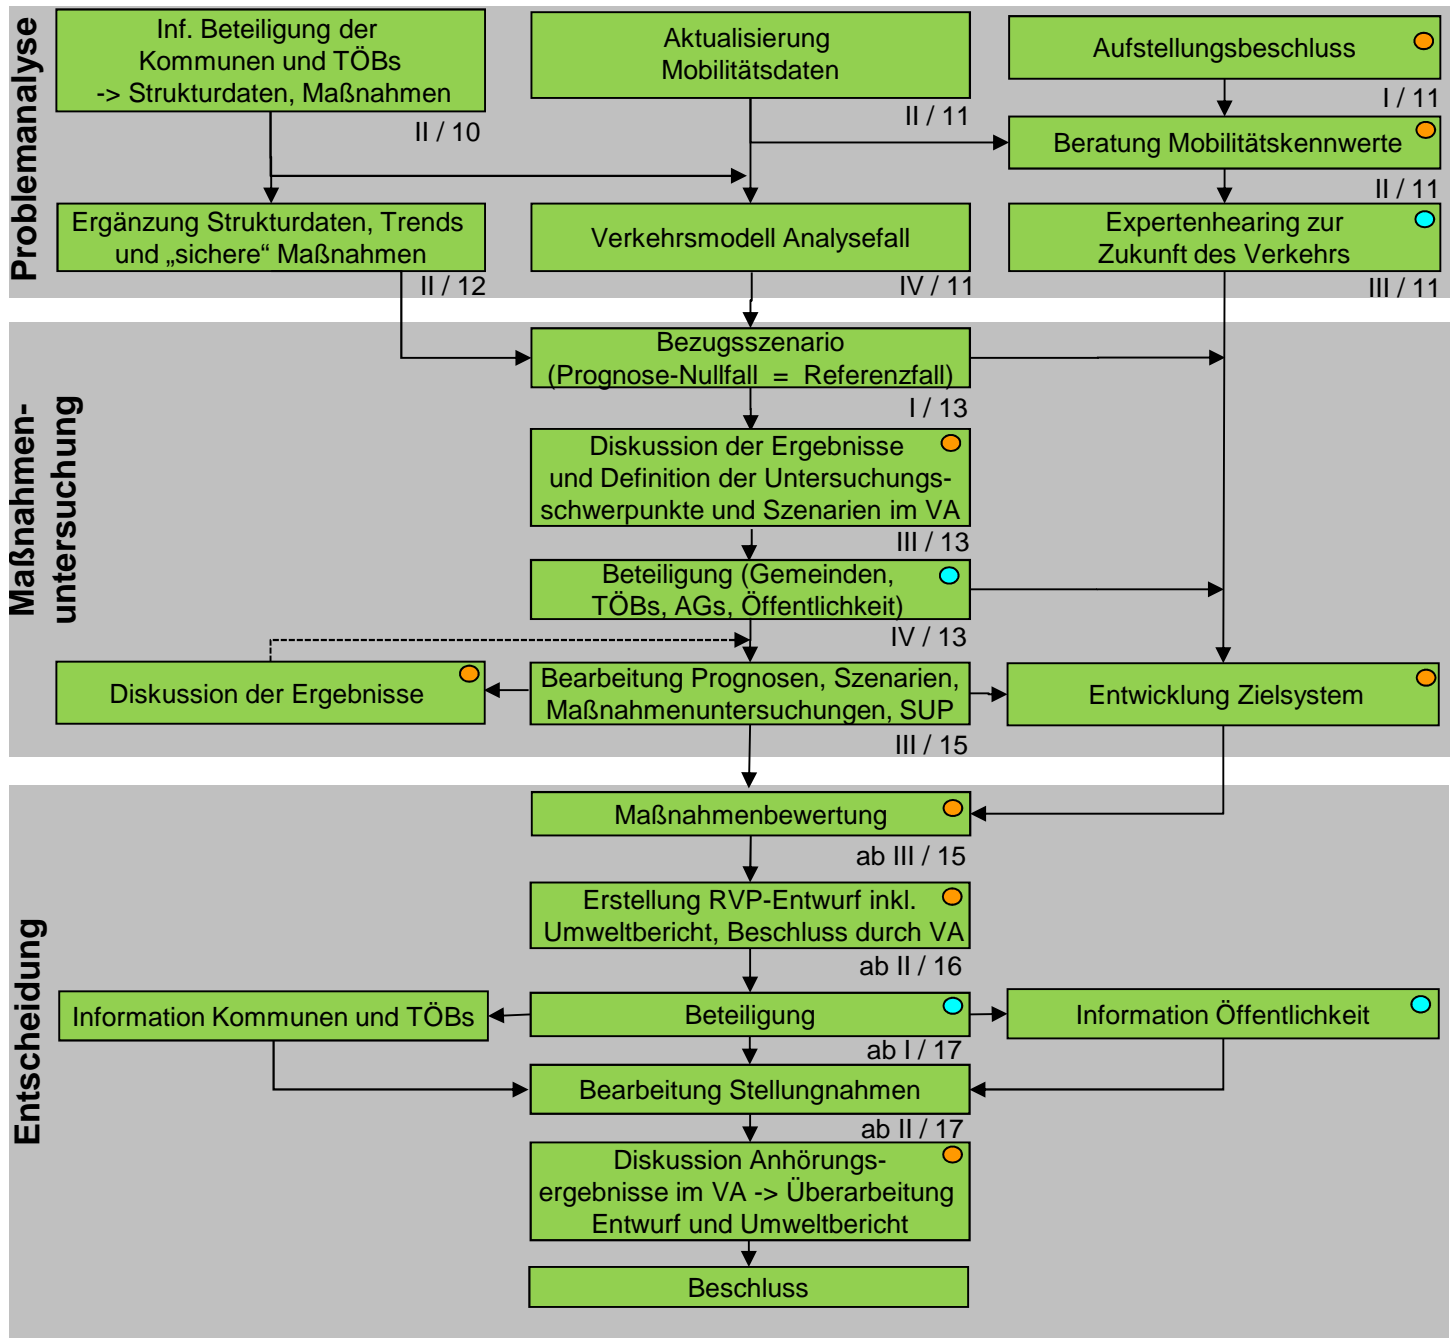 Problemanalyse
Inf. Beteiligung der
Kommunen und TÖBs
-> Strukturdaten, Maßnahmen
II / 10
Aktualisierung
Mobilitätsdaten
II / 11
Aufstellungsbeschluss
I / 11
Beratung Mobilitätskennwerte
II / 11
Ergänzung Strukturdaten, Trends
und „sichere“ Maßnahmen
II / 12
Verkehrsmodell Analysefall
IV / 11
Expertenhearing zur
Zukunft des Verkehrs
III / 11
Maßnahmen-
untersuchung
Bezugsszenario
(Prognose-Nullfall = Referenzfall)
I / 13
Diskussion der Ergebnisse
und Definition der Untersuchungs-
schwerpunkte und Szenarien im VA
III / 13
Beteiligung (Gemeinden,
TÖBs, AGs, Öffentlichkeit)
IV / 13
Diskussion der Ergebnisse
Bearbeitung Prognosen, Szenarien,
Maßnahmenuntersuchungen, SUP
III / 15
Entwicklung Zielsystem
Entscheidung
Maßnahmenbewertung
ab III / 15
Erstellung RVP-Entwurf inkl.
Umweltbericht, Beschluss durch VA
ab II / 16
Information Kommunen und TÖBs
Beteiligung
ab I / 17
Information Öffentlichkeit
Bearbeitung Stellungnahmen
ab II / 17
Diskussion Anhörungs-
ergebnisse im VA -> Überarbeitung
Entwurf und Umweltbericht
Beschluss